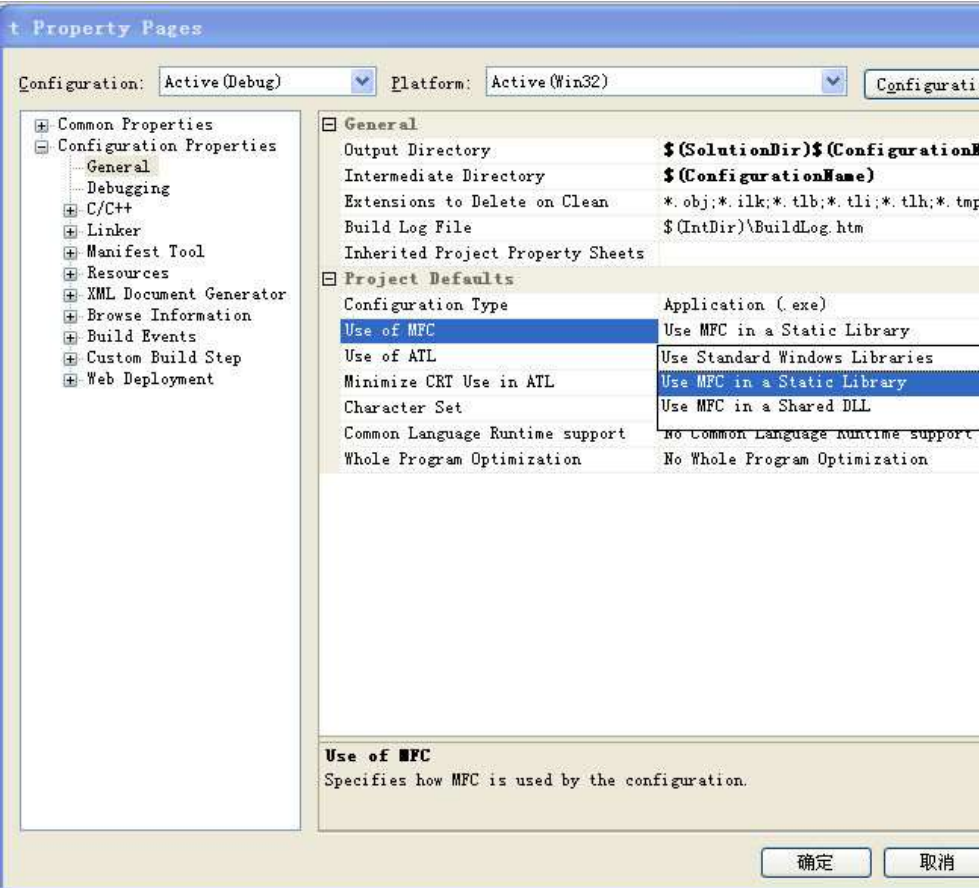 t Property Pages
Configuration: Active(Debug) Platform: Active(Win32) Configurati
Common Properties
Configuration Properties
General
Debugging
C/C++
Linker
Manifest Tool
Resources
XML Document Generator
Browse Information
Build Events
Custom Build Step
Web Deployment
General
Output Directory $(SolutionDir)$(Configuration
Intermediate Directory $(ConfigurationName)
Extensions to Delete on Clean *.obj;*.ilk;*.tlb;*.tli;*.tlh;*.tmp
Build Log File $(IntDir)\BuildLog.htm
Inherited Project Property Sheets
Project Defaults
Configuration Type Application (.exe)
Use of MFC Use MFC in a Static Library
Use of ATL Use Standard Windows Libraries
Minimize CRT Use in ATL Use MFC in a Static Library
Character Set Use MFC in a Shared DLL
Common Language Runtime support No Common Language Runtime support
Whole Program Optimization No Whole Program Optimization
Use of MFC
Specifies how MFC is used by the configuration.
确定 取消